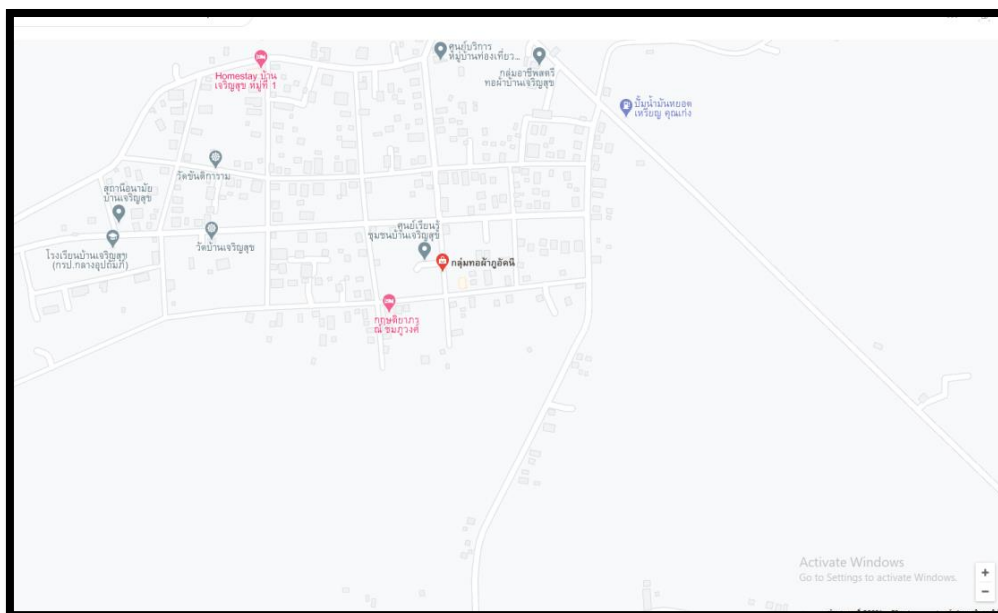 ศูนย์บริการ
หมู่บ้านท่องเที่ยว...
กลุ่มอาชีพสตรี
ทอผ้าบ้านเจริญสุข
Homestay บ้าน
เจริญสุข หมู่ที่ 1
ปั๊มน้ำมันหยอด
เหรียญ คุณเก่ง
วัดขันติการาม
สถานีอนามัย
บ้านเจริญสุข
ศูนย์เรียนรู้
ชุมชนบ้านเจริญสุข
วัดบ้านเจริญสุข
โรงเรียนบ้านเจริญสุข
(กรป.กลางอุปถัมภ์)
กลุ่มทอผ้าภูอัคนี
กฤษติยาภร
ณ์ ชมภูวงศ์
Activate Windows
Go to Settings to activate Windows.
+
−